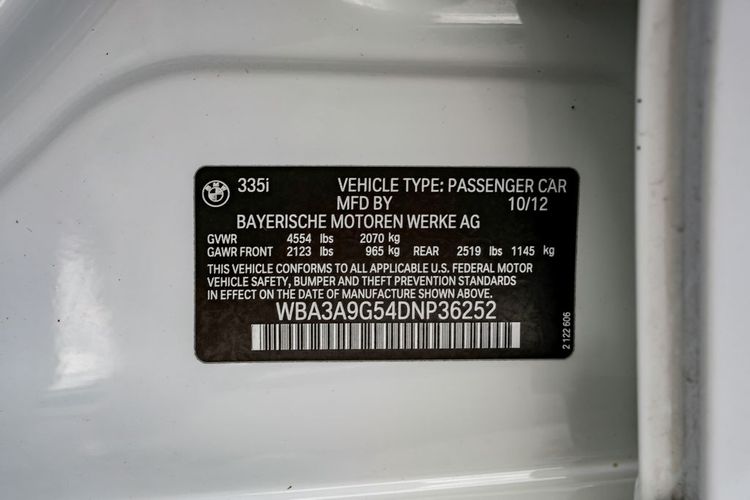 335i VEHICLE TYPE: PASSENGER CAR
MFD BY 10/12
BAYERISCHE MOTOREN WERKE AG
GVWR 4554 lbs 2070 kg
GAWR FRONT 2123 lbs 965 kg REAR 2519 lbs 1145 kg
THIS VEHICLE CONFORMS TO ALL APPLICABLE U.S. FEDERAL MOTOR
VEHICLE SAFETY, BUMPER AND THEFT PREVENTION STANDARDS
IN EFFECT ON THE DATE OF MANUFACTURE SHOWN ABOVE.
WBA3A9G54DNP36252
2 122 606